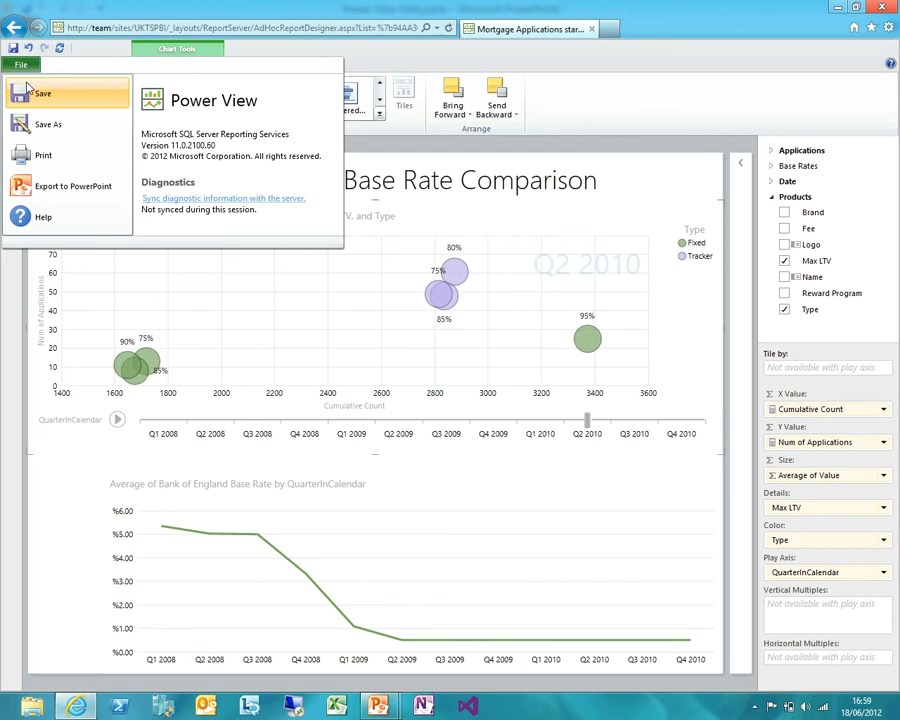 http://team/sites/UKTSPBI/_layouts/ReportServer/AdHocReportDesigner.aspx?List=%7b94AA3
Mortgage Applications star...
Chart Tools
File
Save
Save As
Print
Export to PowerPoint
Help
Power View
Microsoft SQL Server Reporting Services
Version 11.0.2100.60
© 2012 Microsoft Corporation. All rights reserved.
Diagnostics
Sync diagnostic information with the server.
Not synced during this session.
ered...
Tiles
Bring Forward
Send Backward
Arrange
Base Rate Comparison
TV, and Type
Q2 2010
Type
Fixed
Tracker
Num of Applications
70
60
50
40
30
20
10
0
80%
75%
85%
95%
90%
75%
85%
1400 1600 1800 2000 2200 2400 2600 2800 3000 3200 3400 3600
Cumulative Count
QuarterInCalendar
Q1 2008 Q2 2008 Q3 2008 Q4 2008 Q1 2009 Q2 2009 Q3 2009 Q4 2009 Q1 2010 Q2 2010 Q3 2010 Q4 2010
Average of Bank of England Base Rate by QuarterInCalendar
%6.00
%5.00
%4.00
%3.00
%2.00
%1.00
%0.00
Q1 2008 Q2 2008 Q3 2008 Q4 2008 Q1 2009 Q2 2009 Q3 2009 Q4 2009 Q1 2010 Q2 2010 Q3 2010 Q4 2010
Applications
Base Rates
Date
Products
Brand
Fee
Logo
Max LTV
Name
Reward Program
Type
Tile by:
Not available with play axis
Σ X Value:
Cumulative Count
Σ Y Value:
Num of Applications
Σ Size:
Σ Average of Value
Details:
Max LTV
Color:
Type
Play Axis:
QuarterInCalendar
Vertical Multiples:
Not available with play axis
Horizontal Multiples:
Not available with play axis
16:59
18/06/2012